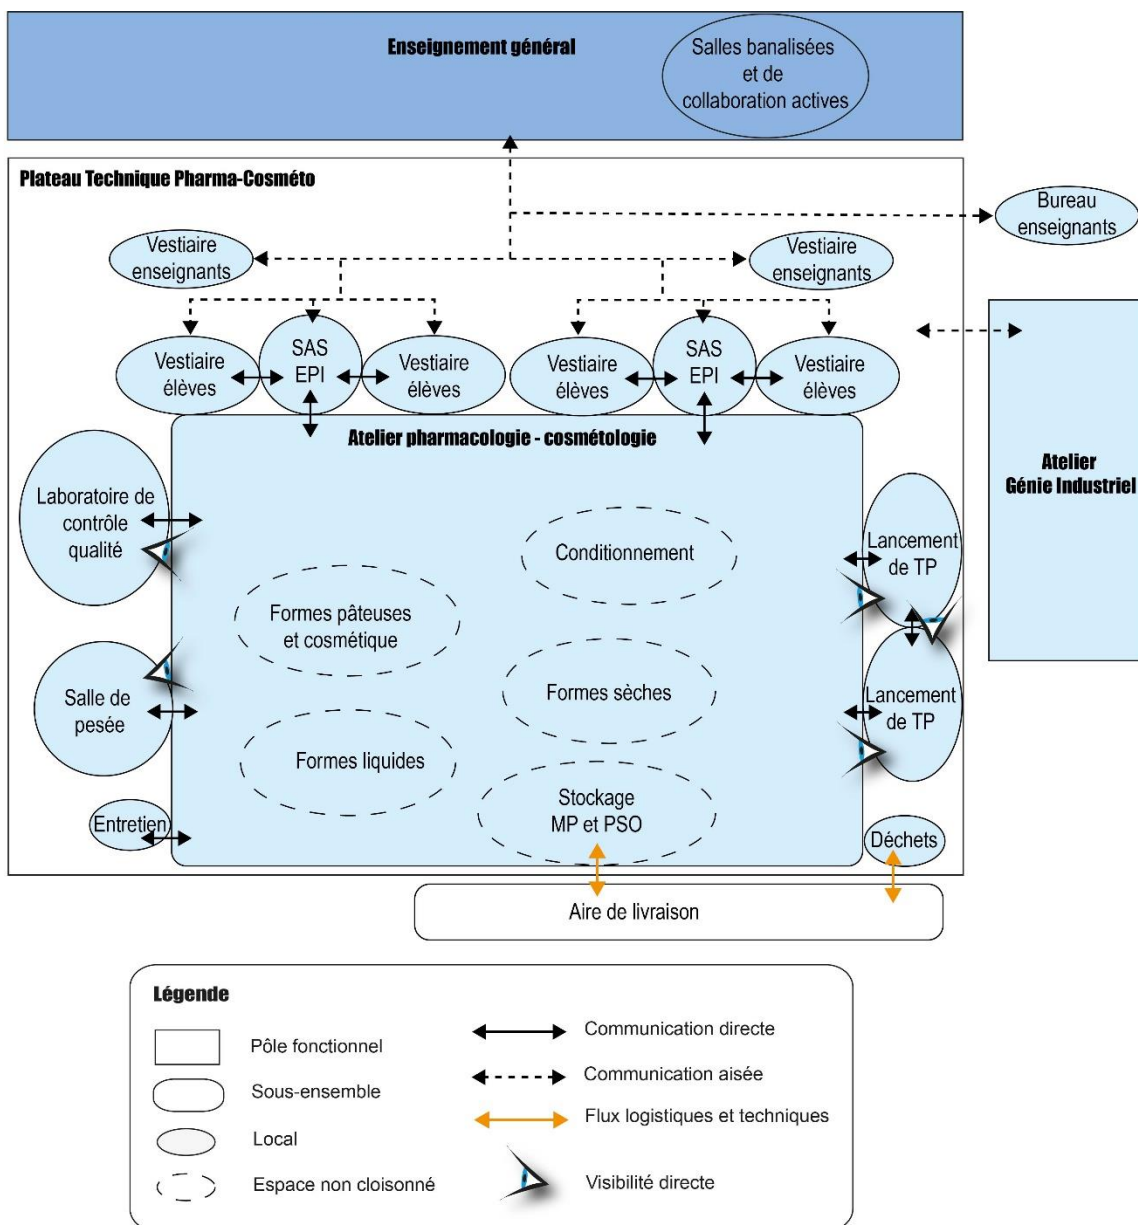 Enseignement général
Salles banalisées
et de
collaboration actives
Plateau Technique Pharma-Cosméto
Bureau
enseignants
Vestiaire
enseignants
Vestiaire
enseignants
Vestiaire
élèves
SAS
EPI
Vestiaire
élèves
Vestiaire
élèves
SAS
EPI
Vestiaire
élèves
Atelier pharmacologie - cosmétologie
Atelier
Génie Industriel
Laboratoire de
contrôle
qualité
Conditionnement
Lancement
de TP
Formes pâteuses
et cosmétique
Salle de
pesée
Formes sèches
Lancement
de TP
Formes liquides
Stockage
MP et PSO
Entretien
Déchets
Aire de livraison
Légende
Pôle fonctionnel
Sous-ensemble
Local
Espace non cloisonné
Communication directe
Communication aisée
Flux logistiques et techniques
Visibilité directe